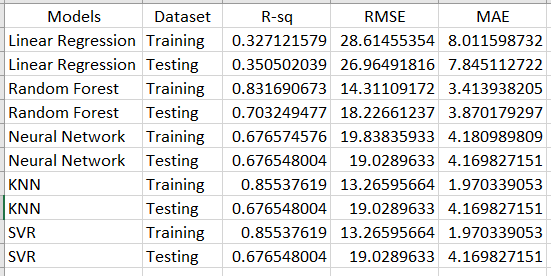 Models Dataset R-sq RMSE MAE
Linear Regression Training 0.327121579 28.61455354 8.011598732
Linear Regression Testing 0.350502039 26.96491816 7.845112722
Random Forest Training 0.831690673 14.31109172 3.413938205
Random Forest Testing 0.703249477 18.22661237 3.870179297
Neural Network Training 0.676574576 19.83835933 4.180989809
Neural Network Testing 0.676548004 19.0289633 4.169827151
KNN Training 0.85537619 13.26595664 1.970339053
KNN Testing 0.676548004 19.0289633 4.169827151
SVR Training 0.85537619 13.26595664 1.970339053
SVR Testing 0.676548004 19.0289633 4.169827151